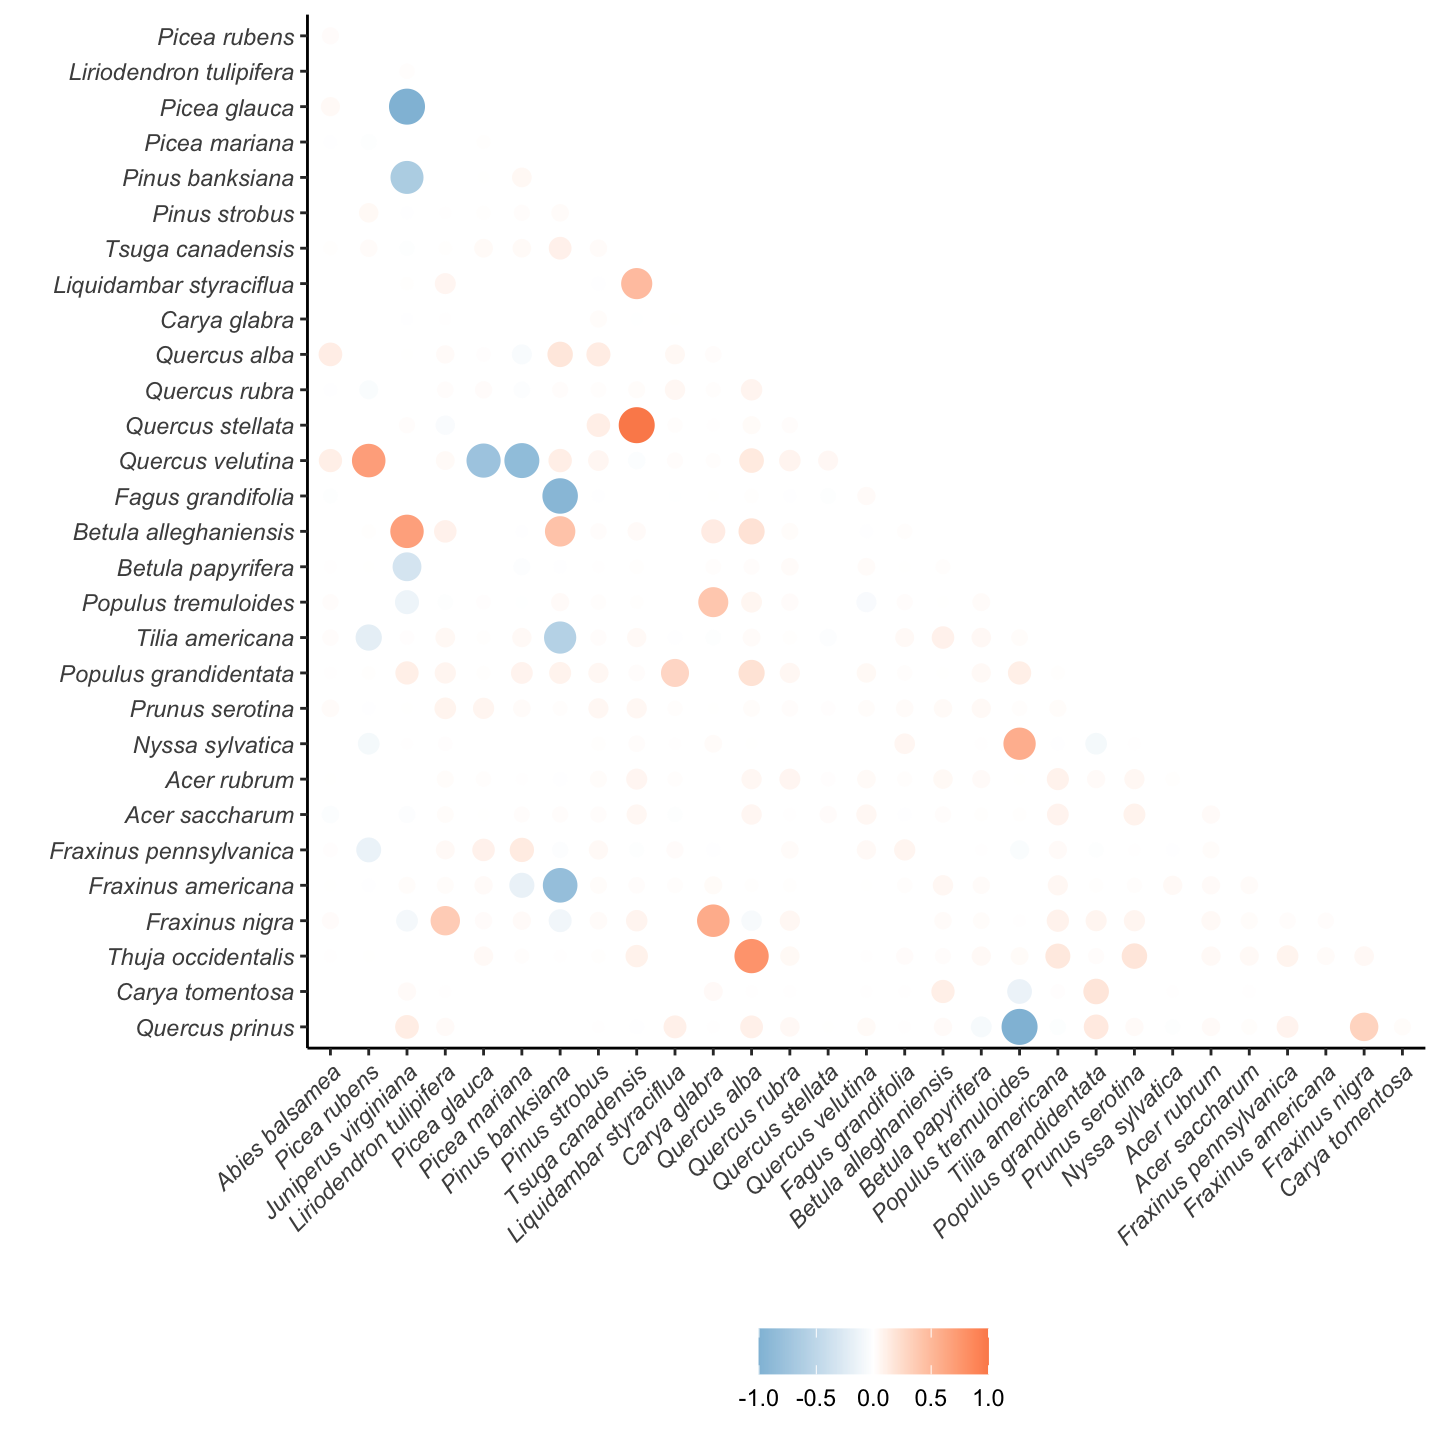 Picea rubens
Liriodendron tulipifera
Picea glauca
Picea mariana
Pinus banksiana
Pinus strobus
Tsuga canadensis
Liquidambar styraciflua
Carya glabra
Quercus alba
Quercus rubra
Quercus stellata
Quercus velutina
Fagus grandifolia
Betula alleghaniensis
Betula papyrifera
Populus tremuloides
Tilia americana
Populus grandidentata
Prunus serotina
Nyssa sylvatica
Acer rubrum
Acer saccharum
Fraxinus pennsylvanica
Fraxinus americana
Fraxinus nigra
Thuja occidentalis
Carya tomentosa
Quercus prinus
Abies balsamea
Picea rubens
Juniperus virginiana
Liriodendron tulipifera
Picea glauca
Picea mariana
Pinus banksiana
Pinus strobus
Tsuga canadensis
Liquidambar styraciflua
Carya glabra
Quercus alba
Quercus rubra
Quercus stellata
Quercus velutina
Fagus grandifolia
Betula alleghaniensis
Betula papyrifera
Populus tremuloides
Tilia americana
Populus grandidentata
Prunus serotina
Nyssa sylvatica
Acer rubrum
Acer saccharum
Fraxinus pennsylvanica
Fraxinus americana
Fraxinus nigra
Carya tomentosa
-1.0 -0.5 0.0 0.5 1.0